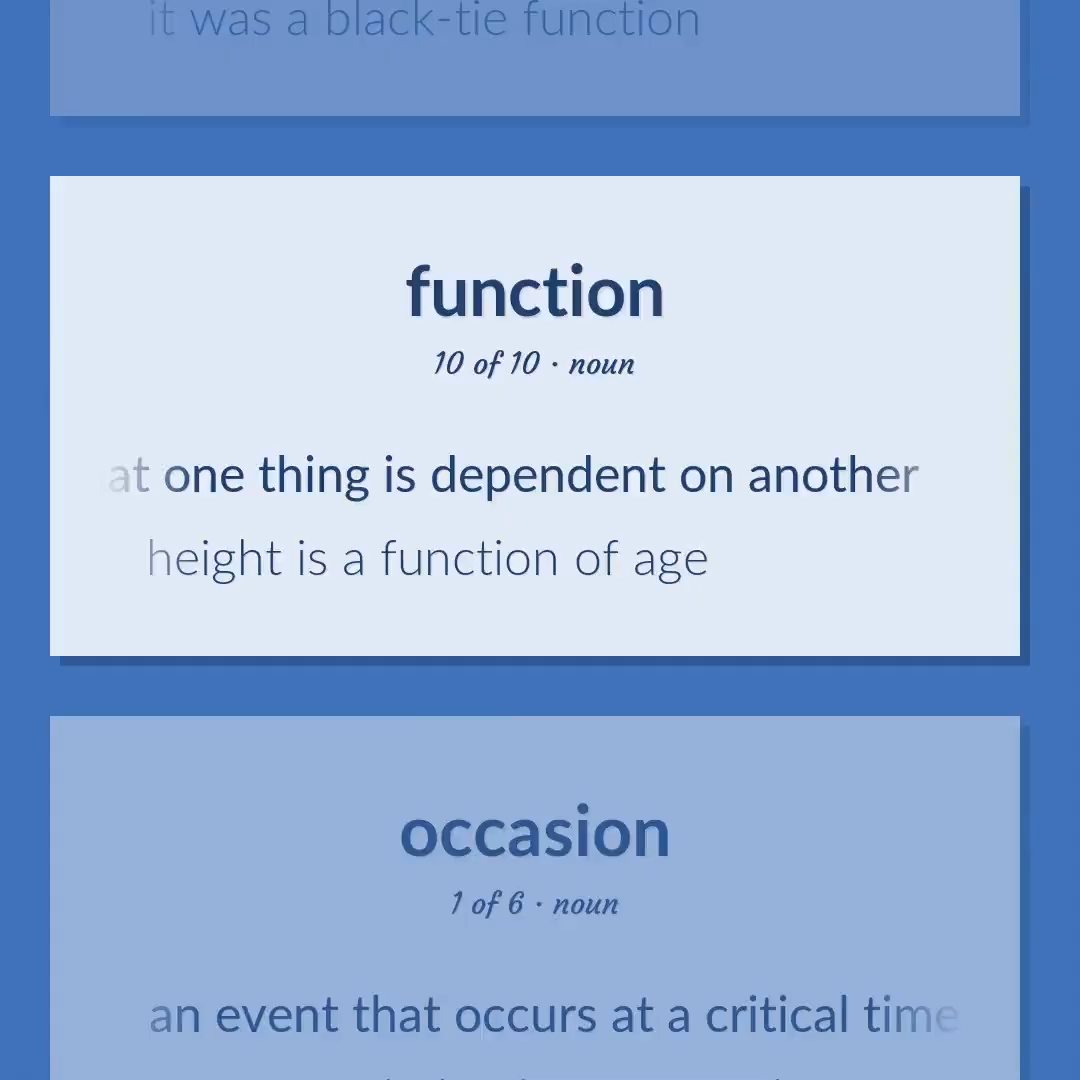 it was a black-tie function
function
10 of 10 · noun
at one thing is dependent on another
height is a function of age
occasion
1 of 6 · noun
an event that occurs at a critical time